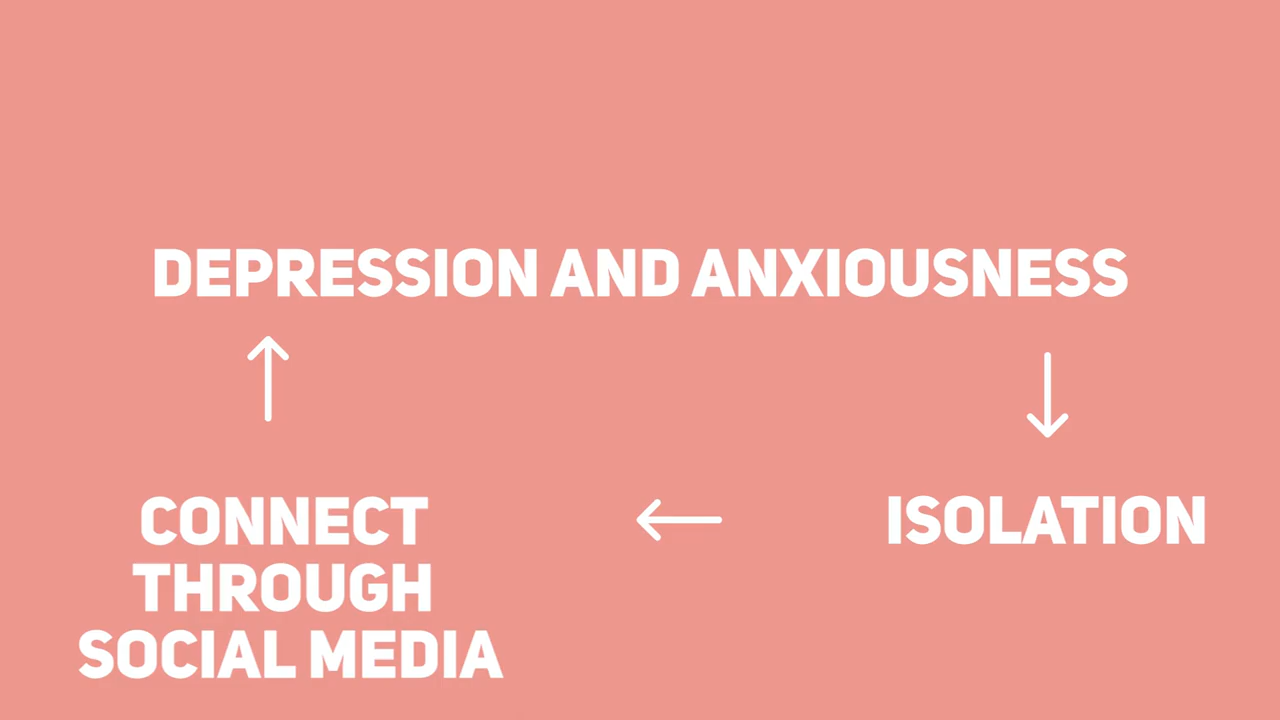 DEPRESSION AND ANXIOUSNESS
CONNECT
THROUGH
SOCIAL MEDIA
ISOLATION